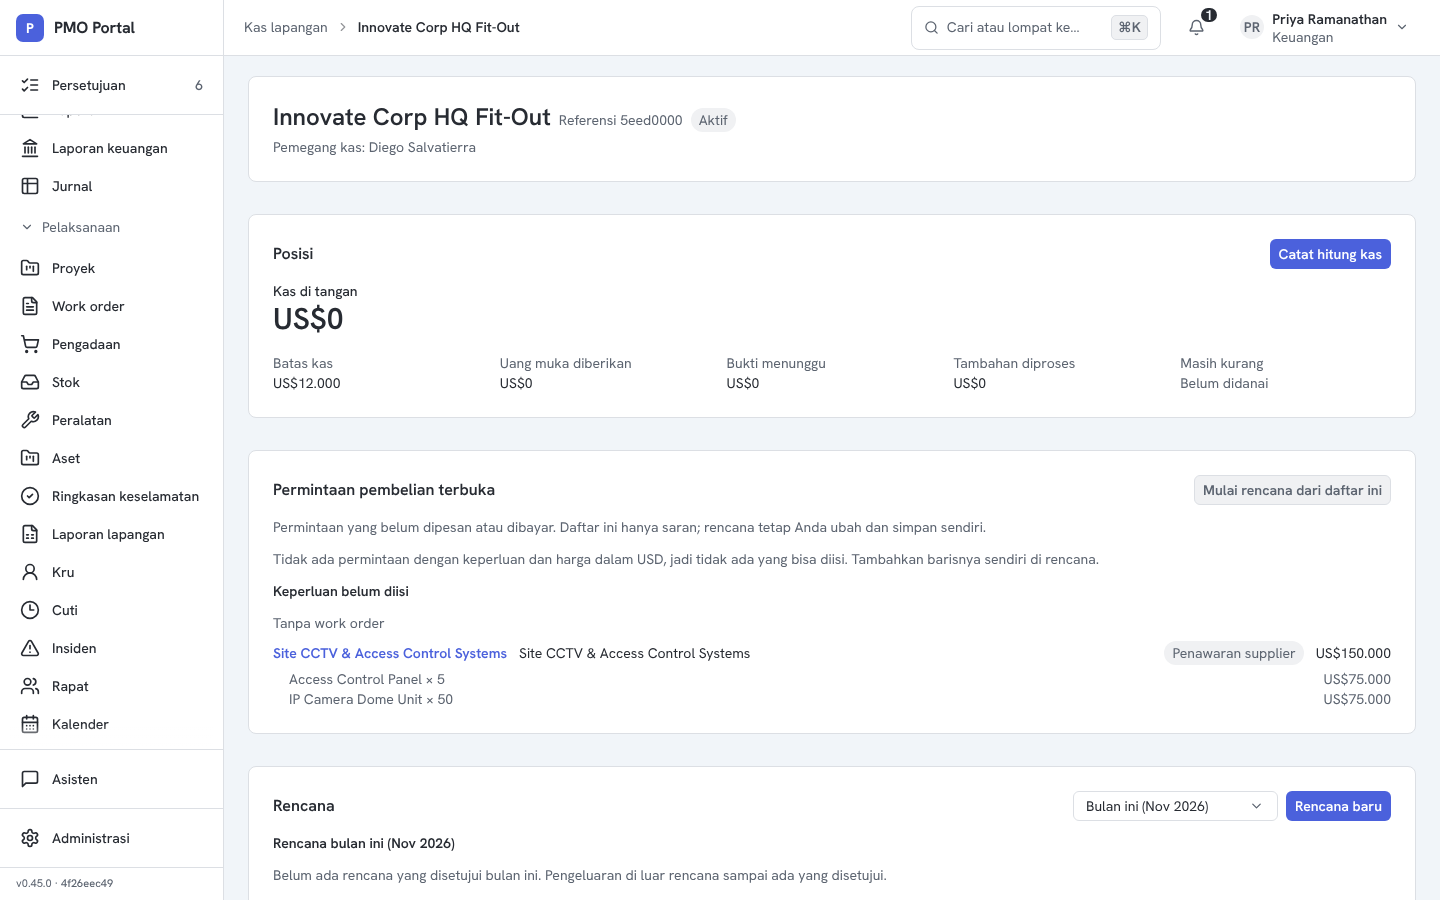 P PMO Portal
Kas lapangan > Innovate Corp HQ Fit-Out
Cari atau lompat ke... ⌘K
1
PR Priya Ramanathan
Keuangan
Persetujuan 6
Laporan keuangan
Jurnal
Pelaksanaan
Proyek
Work order
Pengadaan
Stok
Peralatan
Aset
Ringkasan keselamatan
Laporan lapangan
Kru
Cuti
Insiden
Rapat
Kalender
Asisten
Administrasi
v0.45.0 · 4f26eec49
Innovate Corp HQ Fit-Out Referensi 5eed0000 Aktif
Pemegang kas: Diego Salvatierra
Posisi
Catat hitung kas
Kas di tangan
US$0
Batas kas Uang muka diberikan Bukti menunggu Tambahan diproses Masih kurang
US$12.000 US$0 US$0 US$0 Belum didanai
Permintaan pembelian terbuka
Mulai rencana dari daftar ini
Permintaan yang belum dipesan atau dibayar. Daftar ini hanya saran; rencana tetap Anda ubah dan simpan sendiri.
Tidak ada permintaan dengan keperluan dan harga dalam USD, jadi tidak ada yang bisa diisi. Tambahkan barisnya sendiri di rencana.
Keperluan belum diisi
Tanpa work order
Site CCTV & Access Control Systems Site CCTV & Access Control Systems Penawaran supplier US$150.000
Access Control Panel × 5 US$75.000
IP Camera Dome Unit × 50 US$75.000
Rencana
Bulan ini (Nov 2026)
Rencana baru
Rencana bulan ini (Nov 2026)
Belum ada rencana yang disetujui bulan ini. Pengeluaran di luar rencana sampai ada yang disetujui.